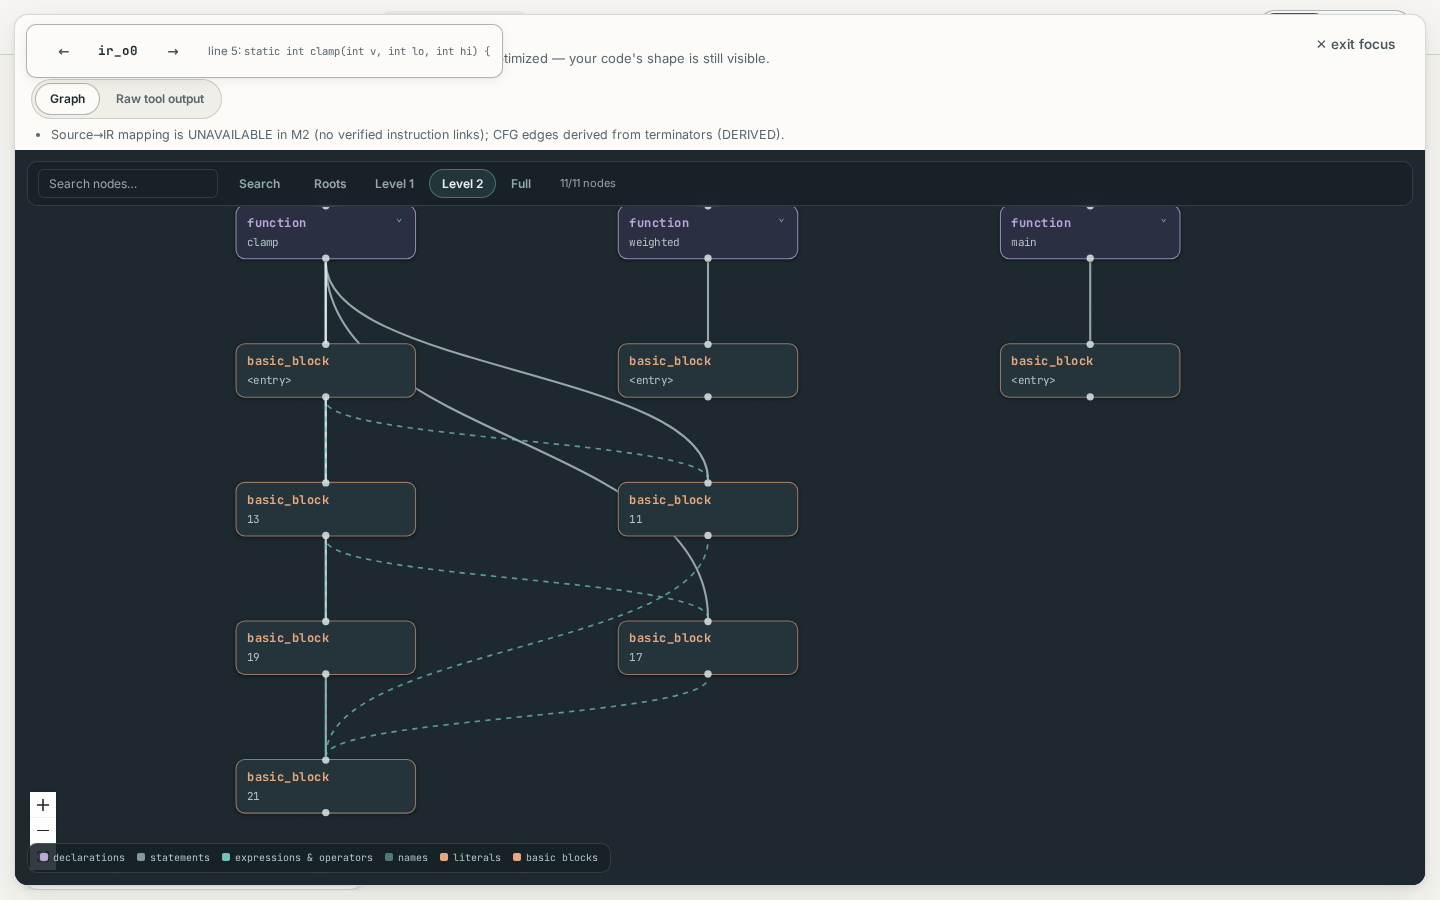 ← ir_o0 → line 5: static int clamp(int v, int lo, int hi) {
timized — your code's shape is still visible.
✕ exit focus
Graph Raw tool output
• Source→IR mapping is UNAVAILABLE in M2 (no verified instruction links); CFG edges derived from terminators (DERIVED).
Search nodes... Search Roots Level 1 Level 2 Full 11/11 nodes
function
clamp
function
weighted
function
main
basic_block
<entry>
basic_block
<entry>
basic_block
<entry>
basic_block
13
basic_block
11
basic_block
19
basic_block
17
basic_block
21
+
−
declarations statements expressions & operators names literals basic blocks